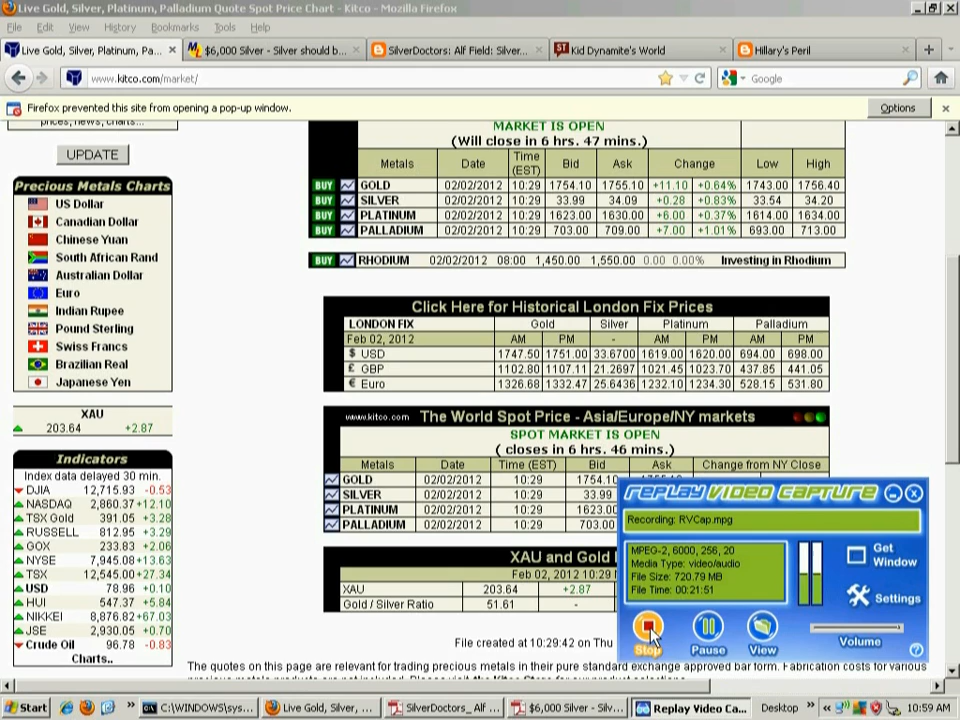 Live Gold, Silver, Platinum, Palladium Quote Spot Price Chart - Kitco - Mozilla Firefox
File Edit View History Bookmarks Tools Help
Live Gold, Silver, Platinum, Pa... $6,000 Silver - Silver should b... SilverDoctors: Alf Field: Silver... Kid Dynamite's World Hillary's Peril
www.kitco.com/market/ Google
Firefox prevented this site from opening a pop-up window. Options
prices, news, charts...
UPDATE
Precious Metals Charts
US Dollar
Canadian Dollar
Chinese Yuan
South African Rand
Australian Dollar
Euro
Indian Rupee
Pound Sterling
Swiss Francs
Brazilian Real
Japanese Yen
XAU
203.64 +2.87
Indicators
Index data delayed 30 min.
DJIA 12,715.93 -0.53
NASDAQ 2,860.37 +12.10
TSX Gold 391.05 +3.28
RUSSELL 812.95 +3.29
GOX 233.83 +2.06
NYSE 7,945.08 +13.63
TSX 12,545.00 +27.34
USD 78.96 +0.10
HUI 547.37 +5.84
NIKKEI 8,876.82 +67.03
JSE 2,930.05 +0.70
Crude Oil 96.78 -0.83
Charts..
MARKET IS OPEN
(Will close in 6 hrs. 47 mins.)
Metals Date Time (EST) Bid Ask Change Low High
BUY GOLD 02/02/2012 10:29 1754.10 1755.10 +11.10 +0.64% 1743.00 1756.40
BUY SILVER 02/02/2012 10:29 33.99 34.09 +0.28 +0.83% 33.54 34.20
BUY PLATINUM 02/02/2012 10:29 1623.00 1630.00 +6.00 +0.37% 1614.00 1634.00
BUY PALLADIUM 02/02/2012 10:29 703.00 709.00 +7.00 +1.01% 693.00 713.00
BUY RHODIUM 02/02/2012 08:00 1,450.00 1,550.00 0.00 0.00% Investing in Rhodium
Click Here for Historical London Fix Prices
LONDON FIX Gold Silver Platinum Palladium
Feb 02, 2012 AM PM - AM PM AM PM
$ USD 1747.50 1751.00 33.6700 1619.00 1620.00 694.00 698.00
£ GBP 1102.80 1107.11 21.2697 1021.45 1023.70 437.85 441.05
€ Euro 1326.68 1332.47 25.6436 1232.10 1234.30 528.15 531.80
www.kitco.com The World Spot Price - Asia/Europe/NY markets
SPOT MARKET IS OPEN
( closes in 6 hrs. 46 mins.)
Metals Date Time (EST) Bid Ask Change from NY Close
GOLD 02/02/2012 10:29 1754.10
SILVER 02/02/2012 10:29 33.99
PLATINUM 02/02/2012 10:29 1623.00
PALLADIUM 02/02/2012 10:29 703.00
XAU and Gold
Feb 02, 2012 10:29
XAU 203.64 +2.87
Gold / Silver Ratio 51.61 -
File created at 10:29:42 on Thu
The quotes on this page are relevant for trading precious metals in their pure standard exchange approved bar form. Fabrication costs for various
REPLAY VIDEO CAPTURE
Recording: RVCap.mpg
MPEG-2, 6000, 256, 20
Media Type: video/audio
File Size: 720.79 MB
File Time: 00:21:51
Get Window
Settings
Stop Pause View Volume
Start C:\WINDOWS\sys... Live Gold, Silver, ... SilverDoctors_ Alf ... $6,000 Silver - Silv... Replay Video Ca... Desktop 10:59 AM